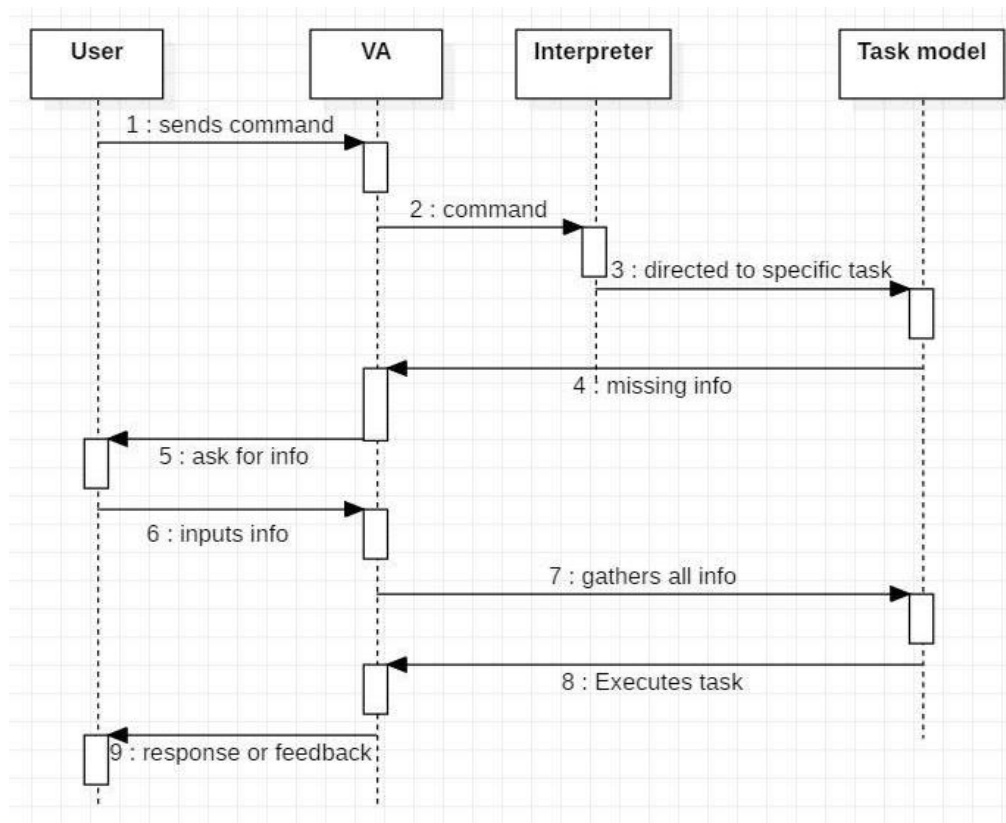 User
VA
Interpreter
Task model
1 : sends command
2 : command
3 : directed to specific task
4 : missing info
5 : ask for info
6 : inputs info
7 : gathers all info
8 : Executes task
9 : response or feedback